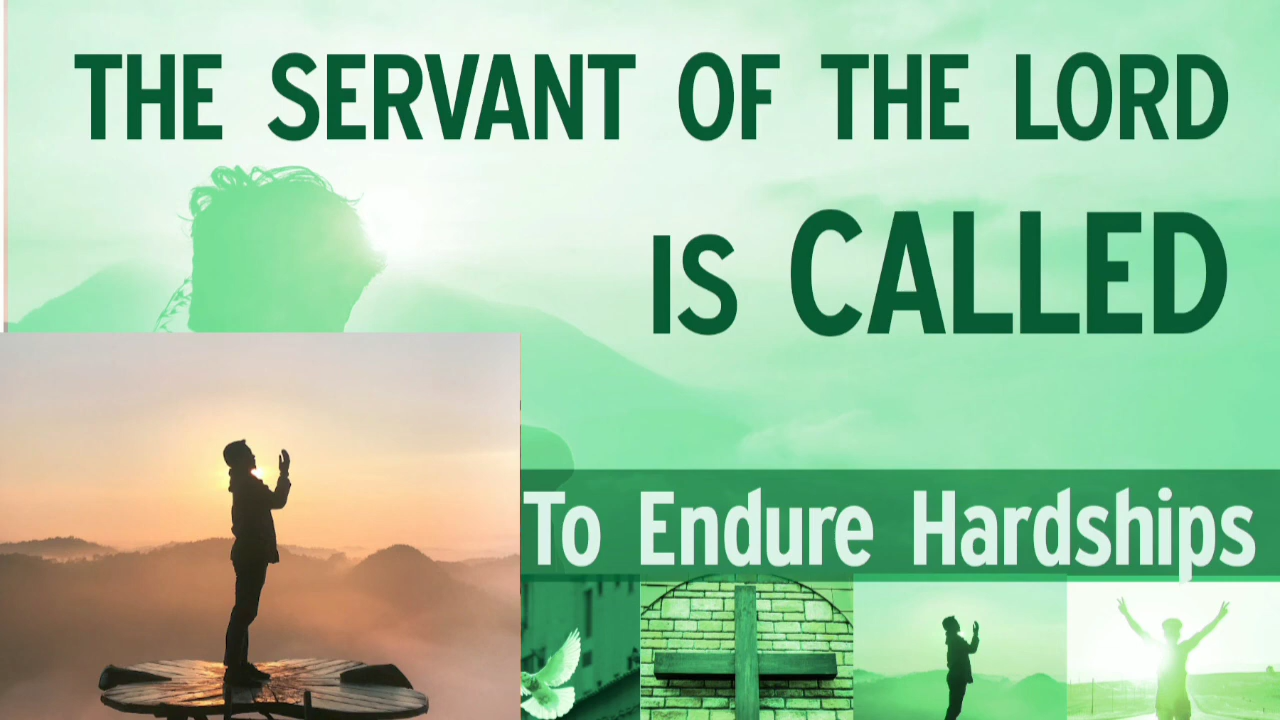 THE SERVANT OF THE LORD
IS CALLED
To Endure Hardships